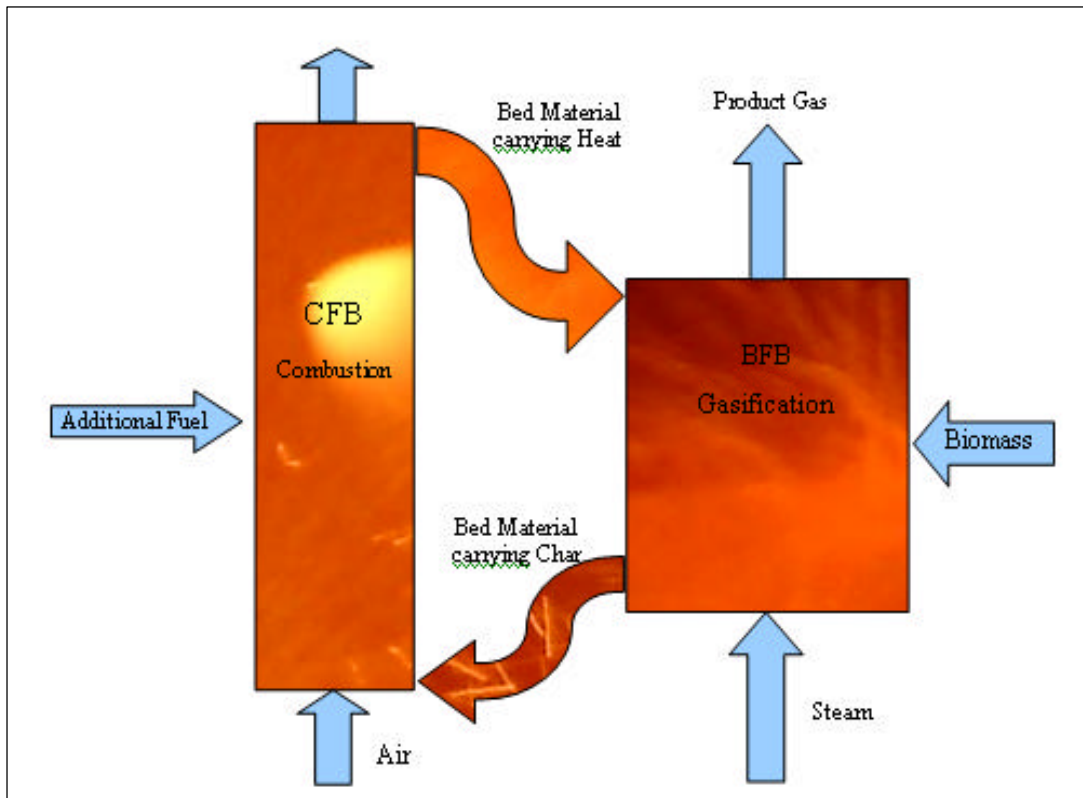 Product Gas
Bed Material
carrying Heat
CFB
Combustion
BFB
Gasification
Additional Fuel
Biomass
Bed Material
carrying Char
Steam
Air